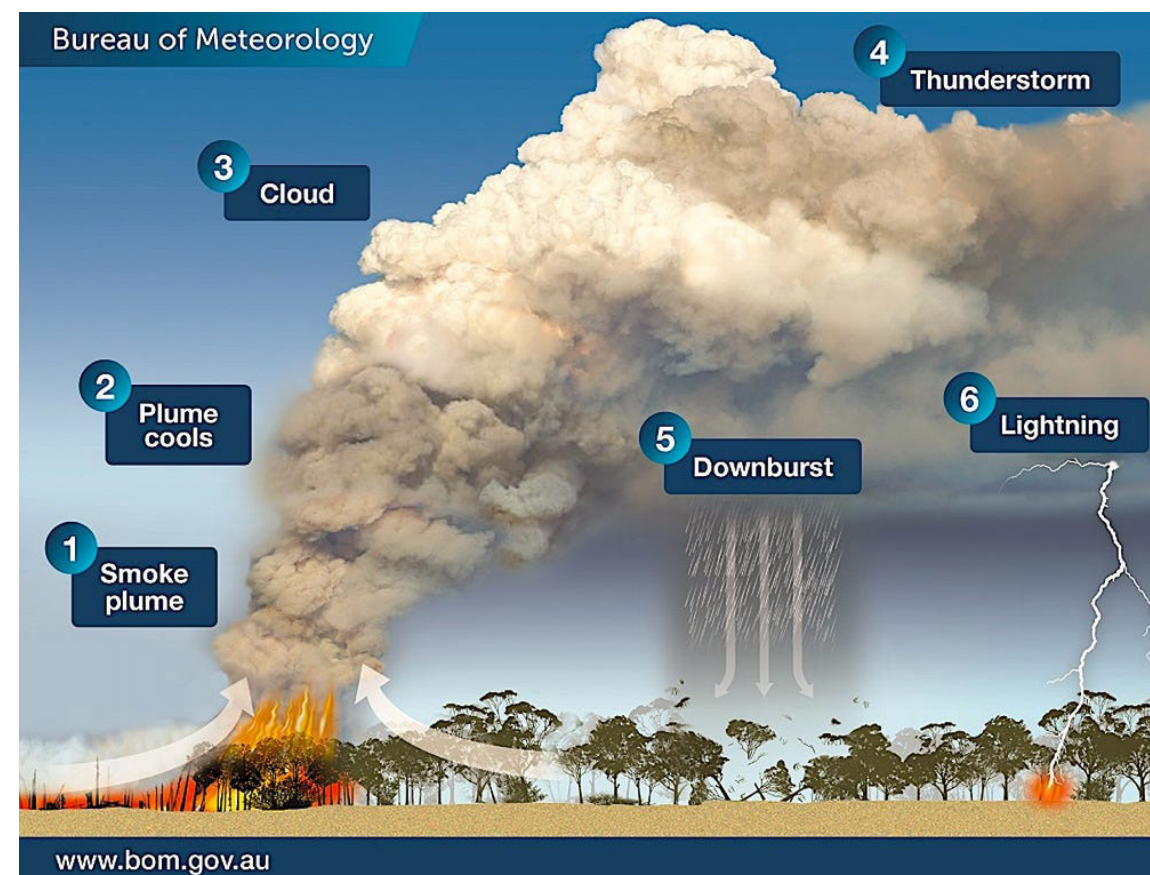 Bureau of Meteorology
4
Thunderstorm
3
Cloud
2
Plume
cools
6
Lightning
5
Downburst
1
Smoke
plume
www.bom.gov.au